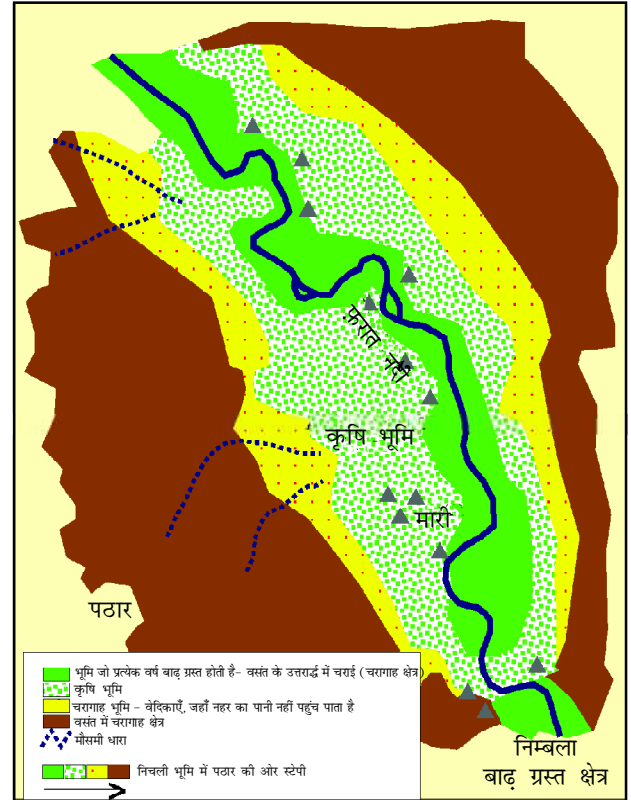 फ़रात नदी
कृषि भूमि
मारी
पठार
भूमि जो प्रत्येक वर्ष बाढ़ ग्रस्त होती है– वसंत के उत्तरार्द्ध में चराई (चरागाह क्षेत्र)
कृषि भूमि
चरागाह भूमि – वेदिकाएँ, जहाँ नहर का पानी नहीं पहुंच पाता है
वसंत में चरागाह क्षेत्र
मौसमी धारा
निचली भूमि में पठार की ओर स्टेपी
निम्बला
बाढ़ ग्रस्त क्षेत्र